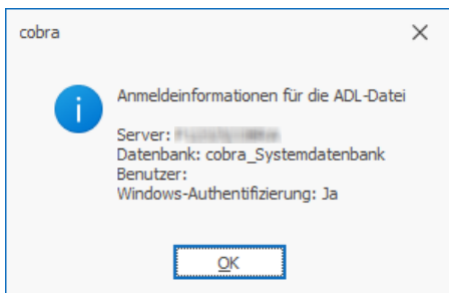 cobra
Anmeldeinformationen für die ADL-Datei
Server:
Datenbank: cobra_Systemdatenbank
Benutzer:
Windows-Authentifizierung: Ja
OK